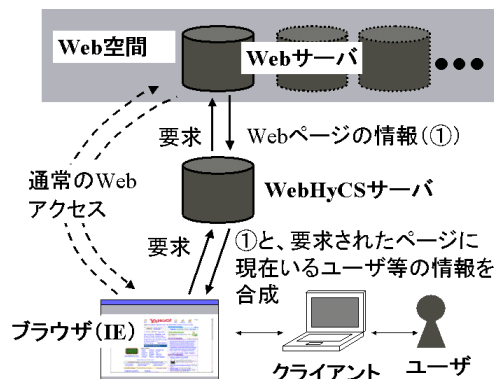 Web空間
Webサーバ
要求
Webページの情報(①)
通常のWeb
アクセス
WebHyCSサーバ
要求
①と、要求されたページに
現在いるユーザ等の情報を
合成
ブラウザ(IE)
クライアント
ユーザ